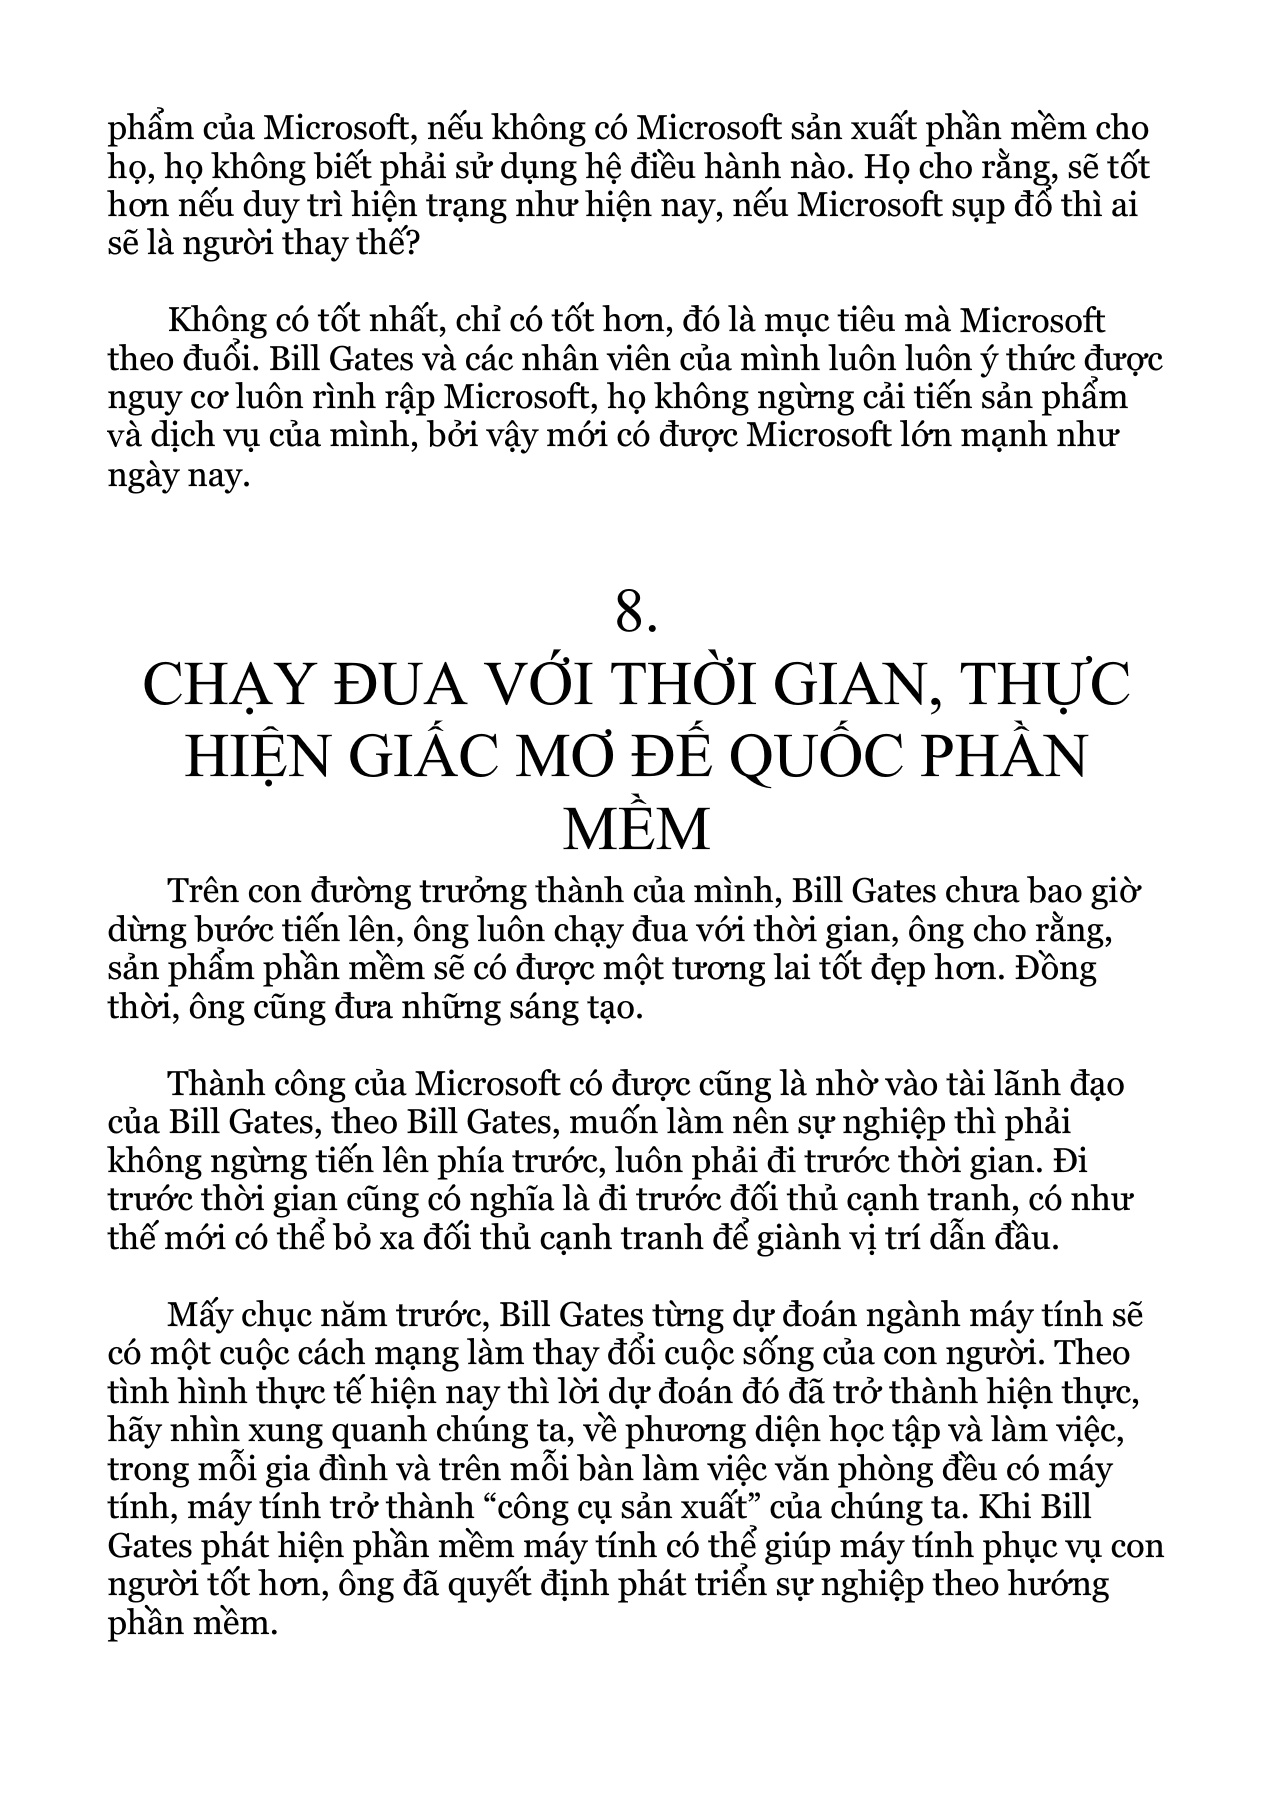 phẩm của Microsoft, nếu không có Microsoft sản xuất phần mềm cho
họ, họ không biết phải sử dụng hệ điều hành nào. Họ cho rằng, sẽ tốt
hơn nếu duy trì hiện trạng như hiện nay, nếu Microsoft sụp đổ thì ai
sẽ là người thay thế?
Không có tốt nhất, chỉ có tốt hơn, đó là mục tiêu mà Microsoft
theo đuổi. Bill Gates và các nhân viên của mình luôn luôn ý thức được
nguy cơ luôn rình rập Microsoft, họ không ngừng cải tiến sản phẩm
và dịch vụ của mình, bởi vậy mới có được Microsoft lớn mạnh như
ngày nay.
8.
CHẠY ĐUA VỚI THỜI GIAN, THỰC
HIỆN GIẤC MƠ ĐẾ QUỐC PHẦN
MỀM
Trên con đường trưởng thành của mình, Bill Gates chưa bao giờ
dừng bước tiến lên, ông luôn chạy đua với thời gian, ông cho rằng,
sản phẩm phần mềm sẽ có được một tương lai tốt đẹp hơn. Đồng
thời, ông cũng đưa những sáng tạo.
Thành công của Microsoft có được cũng là nhờ vào tài lãnh đạo
của Bill Gates, theo Bill Gates, muốn làm nên sự nghiệp thì phải
không ngừng tiến lên phía trước, luôn phải đi trước thời gian. Đi
trước thời gian cũng có nghĩa là đi trước đối thủ cạnh tranh, có như
thế mới có thể bỏ xa đối thủ cạnh tranh để giành vị trí dẫn đầu.
Mấy chục năm trước, Bill Gates từng dự đoán ngành máy tính sẽ
có một cuộc cách mạng làm thay đổi cuộc sống của con người. Theo
tình hình thực tế hiện nay thì lời dự đoán đó đã trở thành hiện thực,
hãy nhìn xung quanh chúng ta, về phương diện học tập và làm việc,
trong mỗi gia đình và trên mỗi bàn làm việc văn phòng đều có máy
tính, máy tính trở thành “công cụ sản xuất” của chúng ta. Khi Bill
Gates phát hiện phần mềm máy tính có thể giúp máy tính phục vụ con
người tốt hơn, ông đã quyết định phát triển sự nghiệp theo hướng
phần mềm.